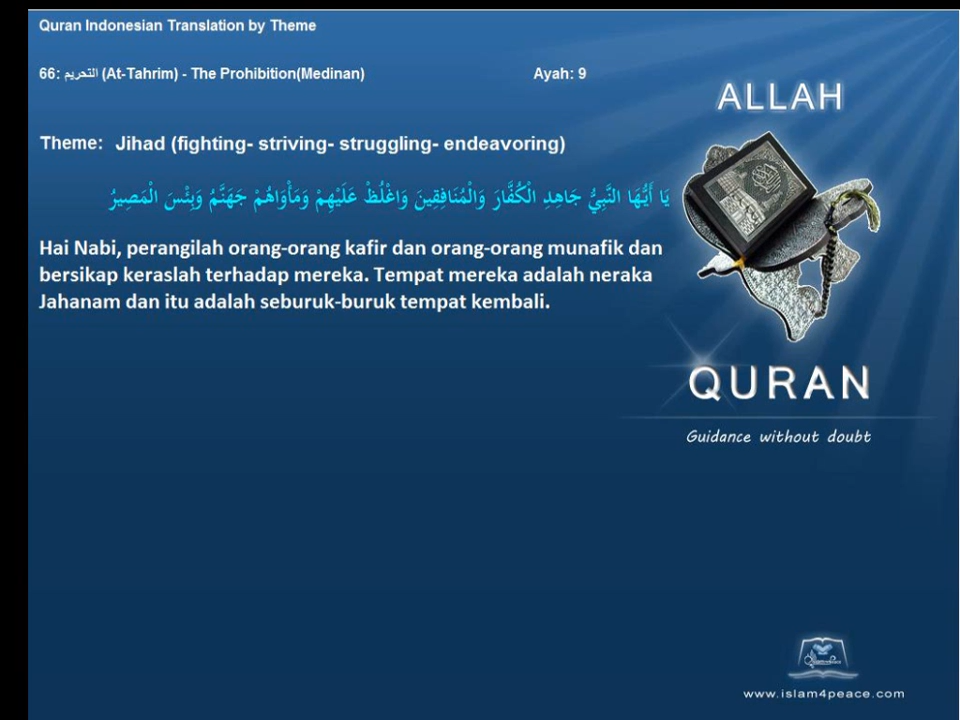 Quran Indonesian Translation by Theme
66: التحريم (At-Tahrim) - The Prohibition(Medinan) Ayah: 9
ALLAH
Theme: Jihad (fighting- striving- struggling- endeavoring)
يَا أَيُّهَا النَّبِيُّ جَاهِدِ الْكُفَّارَ وَالْمُنَافِقِينَ وَاغْلُظْ عَلَيْهِمْ وَمَأْوَاهُمْ جَهَنَّمُ وَبِئْسَ الْمَصِيرُ
Hai Nabi, perangilah orang-orang kafir dan orang-orang munafik dan
bersikap keraslah terhadap mereka. Tempat mereka adalah neraka
Jahanam dan itu adalah seburuk-buruk tempat kembali.
QURAN
Guidance without doubt
www.islam4peace.com